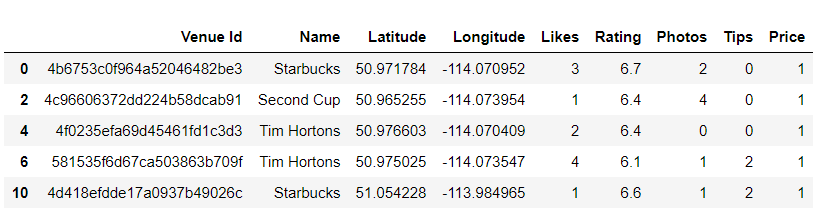 Venue Id Name Latitude Longitude Likes Rating Photos Tips Price
0 4b6753c0f964a52046482be3 Starbucks 50.971784 -114.070952 3 6.7 2 0 1
2 4c96606372dd224b58dcab91 Second Cup 50.965255 -114.073954 1 6.4 4 0 1
4 4f0235efa69d45461fd1c3d3 Tim Hortons 50.976603 -114.070409 2 6.4 0 0 1
6 581535f6d67ca503863b709f Tim Hortons 50.975025 -114.073547 4 6.1 1 2 1
10 4d418efdde17a0937b49026c Starbucks 51.054228 -113.984965 1 6.6 1 2 1